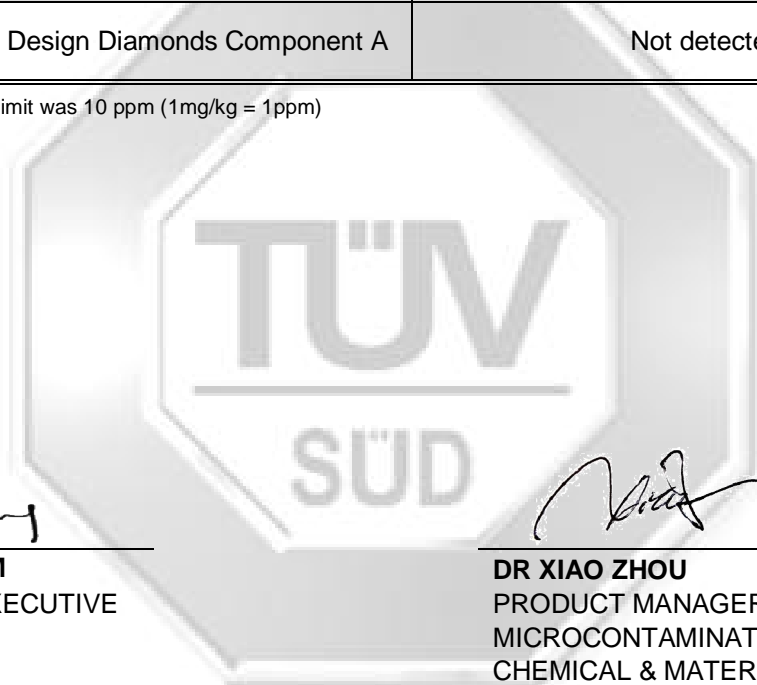 Design Diamonds Component A Not detecte
imit was 10 ppm (1mg/kg = 1ppm)
TÜV
SÜD
DR XIAO ZHOU
ECUTIVE PRODUCT MANAGER
MICROCONTAMINAT
CHEMICAL & MATER